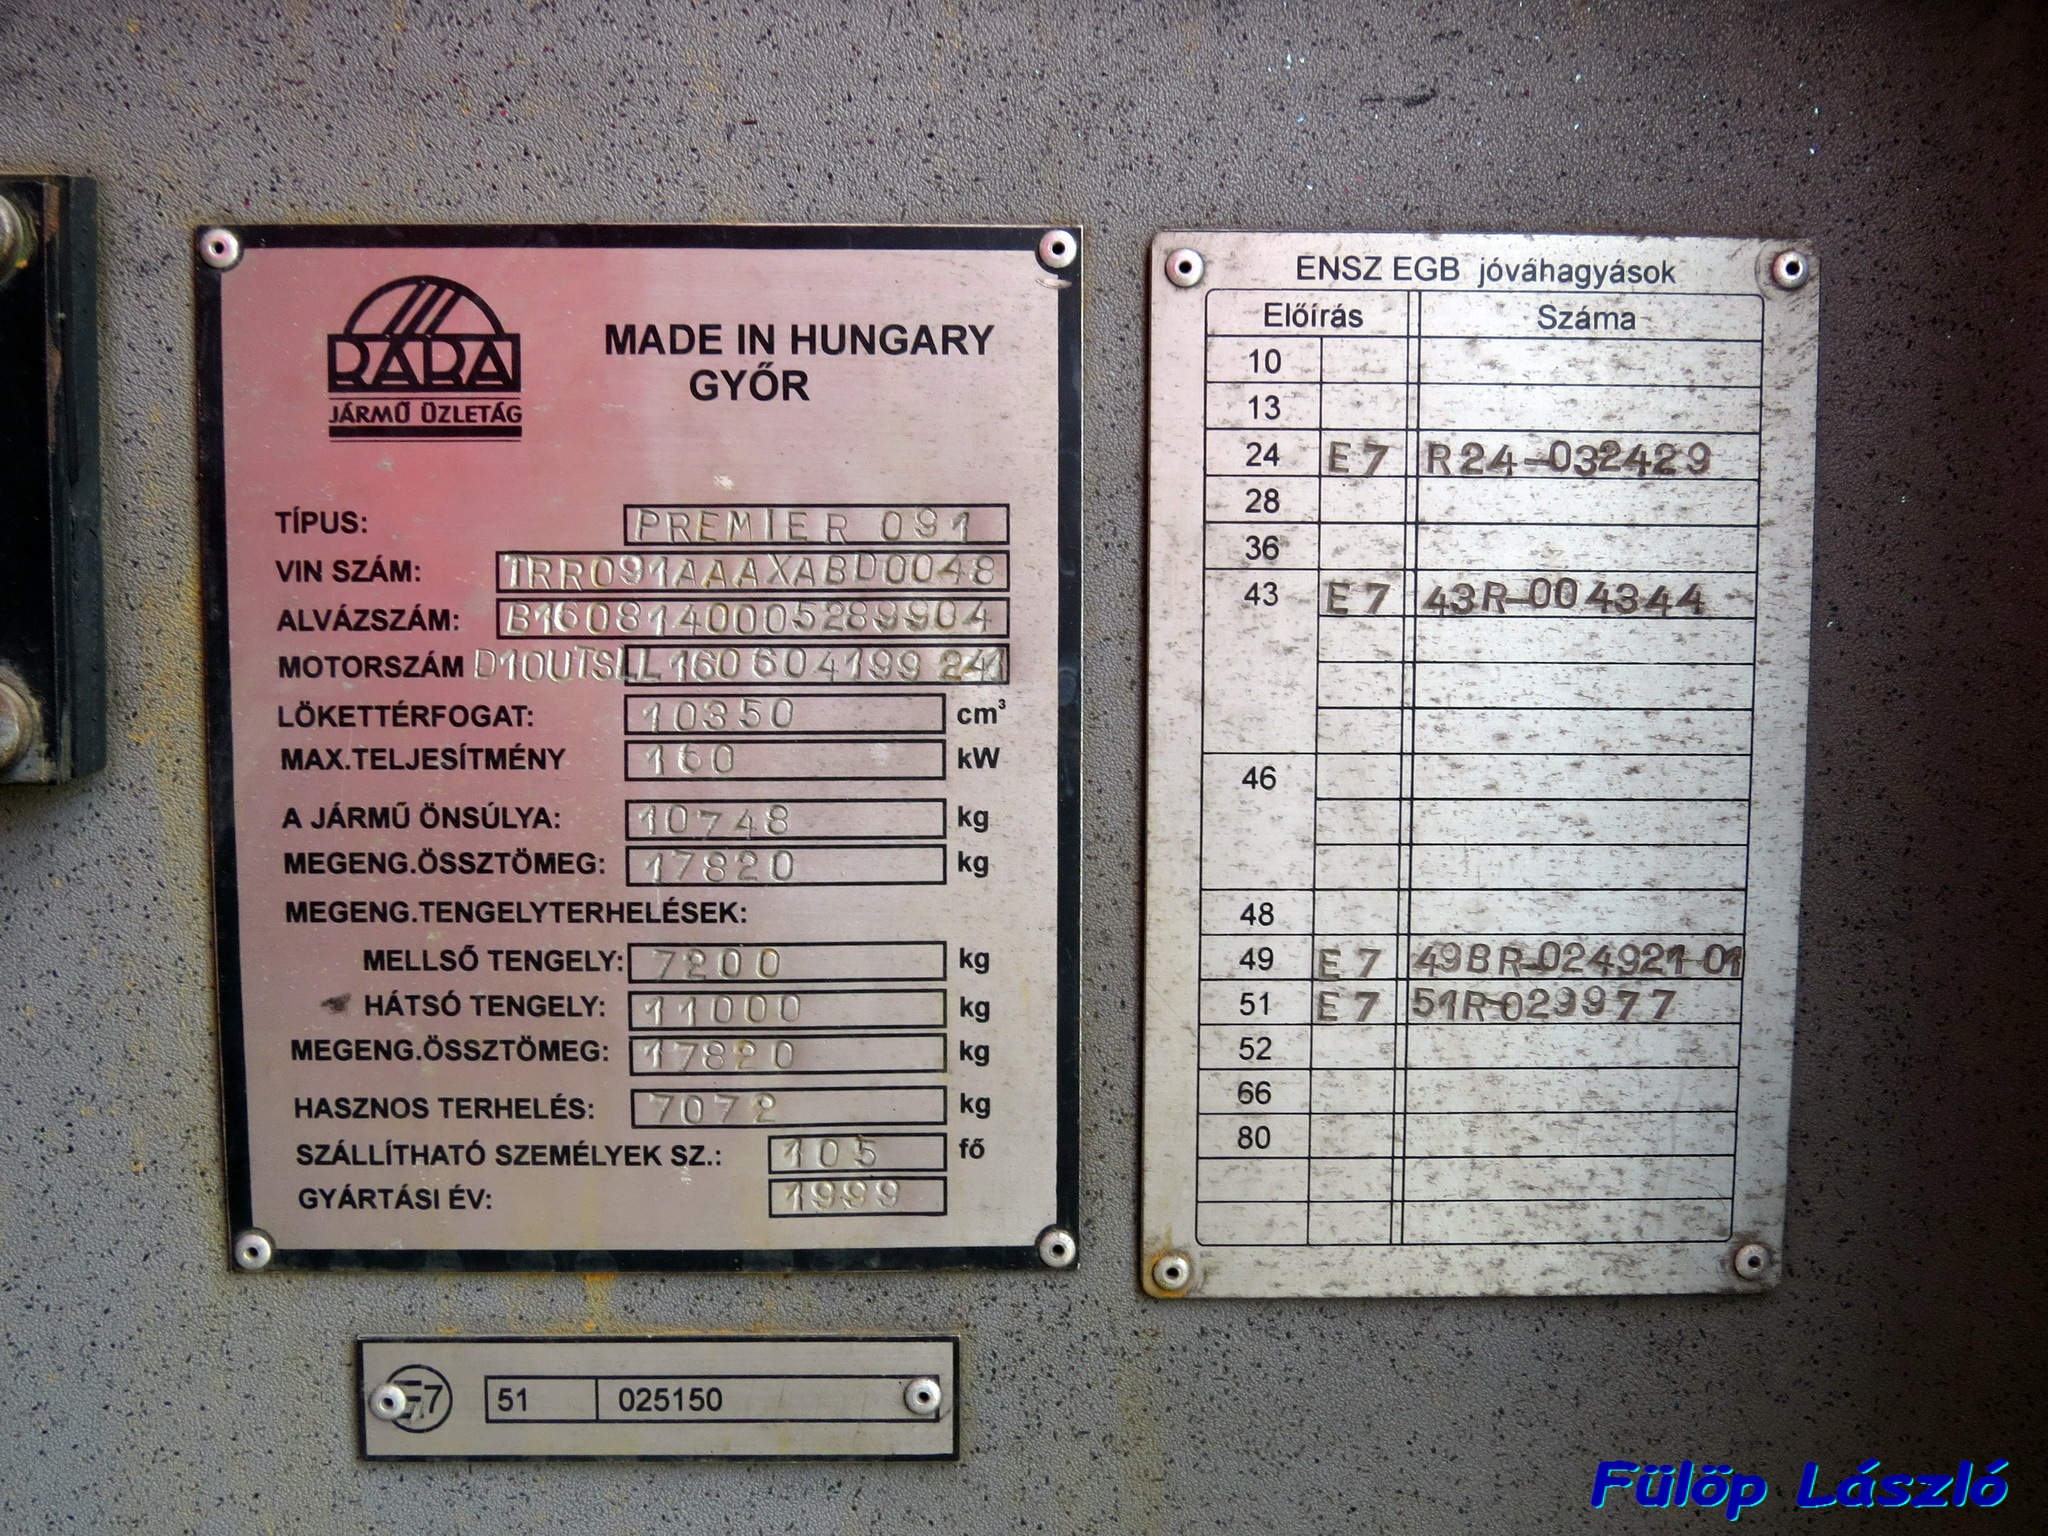 RÁBA
JÁRMŰ ÜZLETÁG
MADE IN HUNGARY
GYŐR
TÍPUS: PREMIER 091
VIN SZÁM: TRR091AAAXABD0048
ALVÁZSZÁM: B1608140005289904
MOTORSZÁM D10UTSLL160604199241
LÖKETTÉRFOGAT: 10350 cm³
MAX.TELJESÍTMÉNY 160 kW
A JÁRMŰ ÖNSÚLYA: 10748 kg
MEGENG.ÖSSZTÖMEG: 17820 kg
MEGENG.TENGELYTERHELÉSEK:
MELLSŐ TENGELY: 7200 kg
HÁTSÓ TENGELY: 11000 kg
MEGENG.ÖSSZTÖMEG: 17820 kg
HASZNOS TERHELÉS: 7072 kg
SZÁLLÍTHATÓ SZEMÉLYEK SZ.: 105 fő
GYÁRTÁSI ÉV: 1999
E7 51 025150
ENSZ EGB jóváhagyások
Előírás Száma
10
13
24 E7 R24-032429
28
36
43 E7 43R-004344
46
48
49 E7 49BR-024921-01
51 E7 51R-029977
52
66
80
Fülöp László